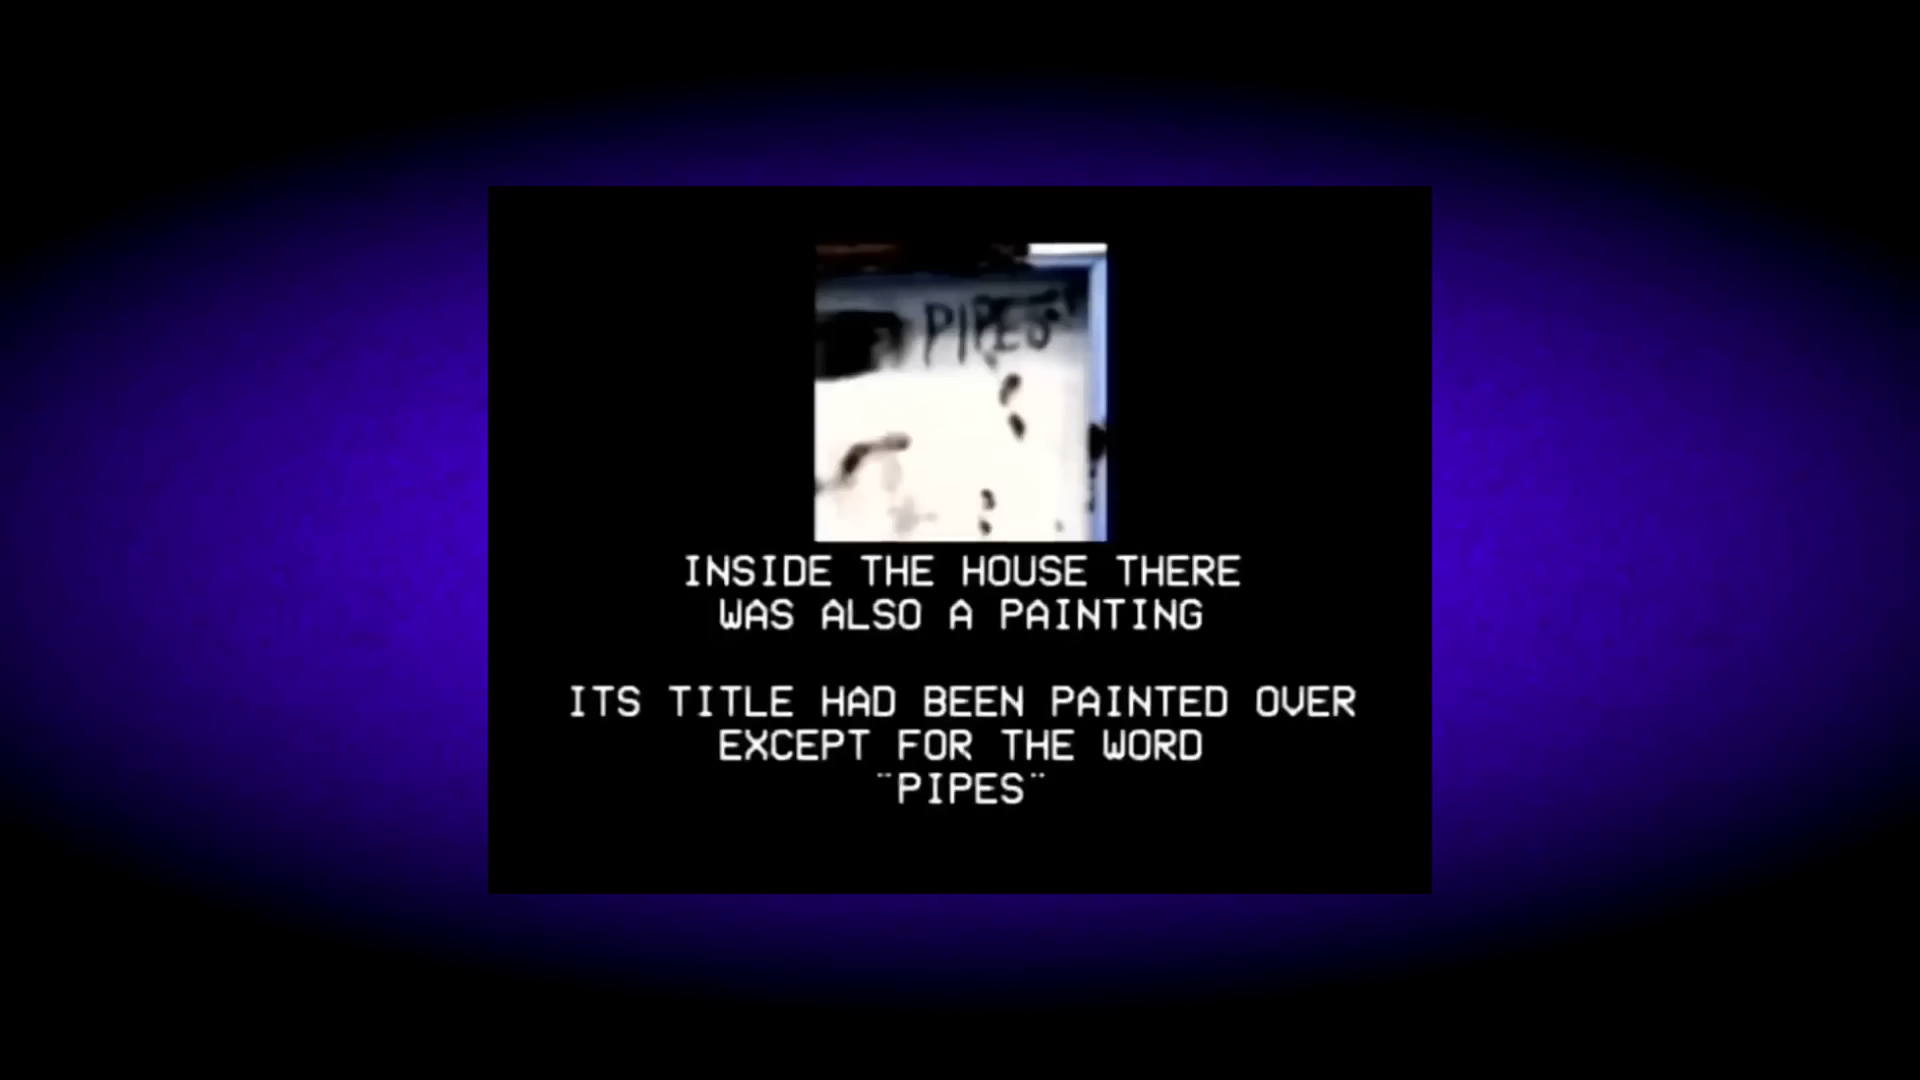 PIPES"
INSIDE THE HOUSE THERE
WAS ALSO A PAINTING
ITS TITLE HAD BEEN PAINTED OVER
EXCEPT FOR THE WORD
¨PIPES¨